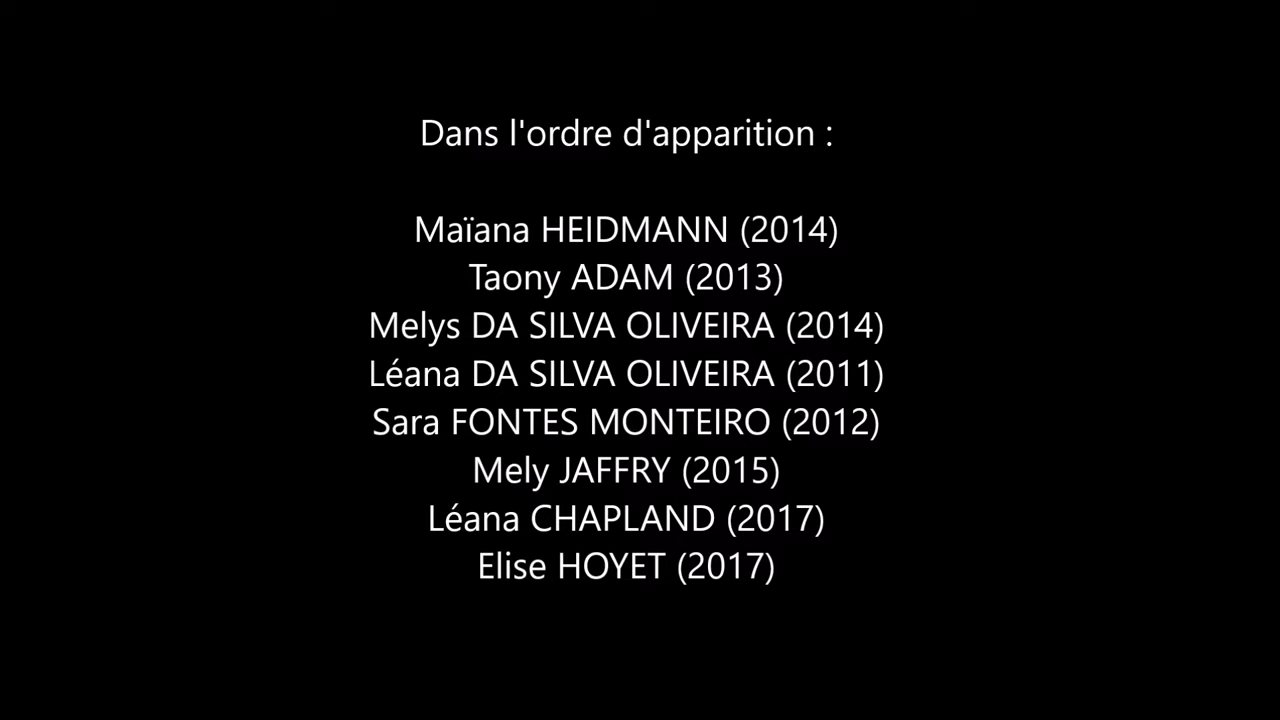 Dans l'ordre d'apparition :
Maïana HEIDMANN (2014)
Taony ADAM (2013)
Melys DA SILVA OLIVEIRA (2014)
Léana DA SILVA OLIVEIRA (2011)
Sara FONTES MONTEIRO (2012)
Mely JAFFRY (2015)
Léana CHAPLAND (2017)
Elise HOYET (2017)